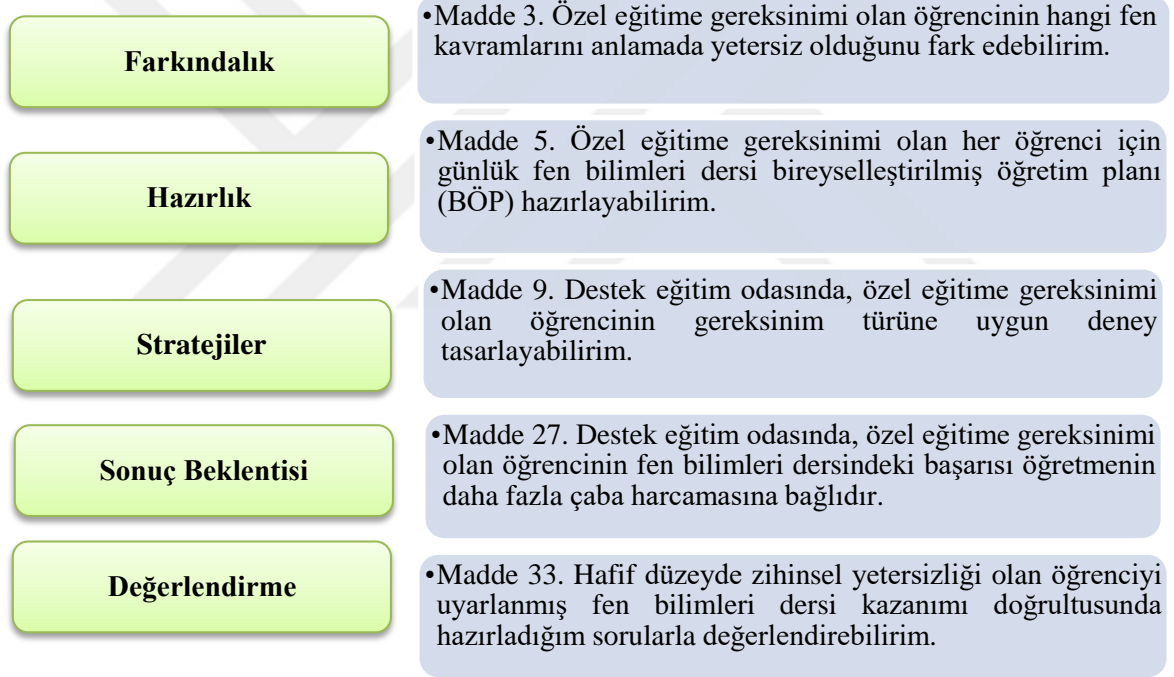 Farkındalık
•Madde 3. Özel eğitime gereksinimi olan öğrencinin hangi fen
kavramlarını anlamada yetersiz olduğunu fark edebilirim.
Hazırlık
•Madde 5. Özel eğitime gereksinimi olan her öğrenci için
günlük fen bilimleri dersi bireyselleştirilmiş öğretim planı
(BÖP) hazırlayabilirim.
Stratejiler
•Madde 9. Destek eğitim odasında, özel eğitime gereksinimi
olan öğrencinin gereksinim türüne uygun deney
tasarlayabilirim.
Sonuç Beklentisi
•Madde 27. Destek eğitim odasında, özel eğitime gereksinimi
olan öğrencinin fen bilimleri dersindeki başarısı öğretmenin
daha fazla çaba harcamasına bağlıdır.
Değerlendirme
•Madde 33. Hafif düzeyde zihinsel yetersizliği olan öğrenciyi
uyarlanmış fen bilimleri dersi kazanımı doğrultusunda
hazırladığım sorularla değerlendirebilirim.